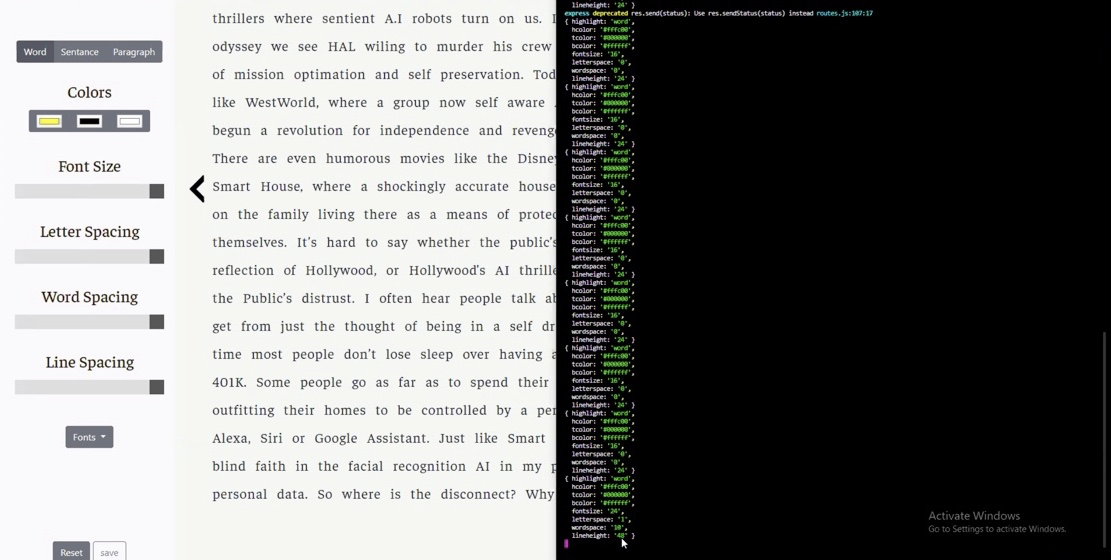 Word Sentance Paragraph
Colors
Font Size
Letter Spacing
Word Spacing
Line Spacing
Fonts
Reset save
thrillers where sentient A.I robots turn on us. I
odyssey we see HAL wiling to murder his crew
of mission optimation and self preservation. Tod
like WestWorld, where a group now self aware
begun a revolution for independence and reveng
There are even humorous movies like the Disne
Smart House, where a shockingly accurate house
on the family living there as a means of protec
themselves. It's hard to say whether the public's
reflection of Hollywood, or Hollywood's AI thrille
the Public's distrust. I often hear people talk ab
get from just the thought of being in a self dr
time most people don't lose sleep over having a
401K. Some people go as far as to spend their
outfitting their homes to be controlled by a per
Alexa, Siri or Google Assistant. Just like Smart
blind faith in the facial recognition AI in my p
personal data. So where is the disconnect? Why
lineheight: '24' }
express deprecated res.send(status): Use res.sendStatus(status) instead routes.js:107:17
{ highlight: 'word',
hcolor: '#fffc00',
tcolor: '#000000',
bcolor: '#ffffff',
fontsize: '16',
letterspace: '0',
wordspace: '0',
lineheight: '24' }
{ highlight: 'word',
hcolor: '#fffc00',
tcolor: '#000000',
bcolor: '#ffffff',
fontsize: '16',
letterspace: '0',
wordspace: '0',
lineheight: '24' }
{ highlight: 'word',
hcolor: '#fffc00',
tcolor: '#000000',
bcolor: '#ffffff',
fontsize: '16',
letterspace: '0',
wordspace: '0',
lineheight: '24' }
{ highlight: 'word',
hcolor: '#fffc00',
tcolor: '#000000',
bcolor: '#ffffff',
fontsize: '16',
letterspace: '0',
wordspace: '0',
lineheight: '24' }
{ highlight: 'word',
hcolor: '#fffc00',
tcolor: '#000000',
bcolor: '#ffffff',
fontsize: '16',
letterspace: '0',
wordspace: '0',
lineheight: '24' }
{ highlight: 'word',
hcolor: '#fffc00',
tcolor: '#000000',
bcolor: '#ffffff',
fontsize: '16',
letterspace: '0',
wordspace: '0',
lineheight: '24' }
{ highlight: 'word',
hcolor: '#fffc00',
tcolor: '#000000',
bcolor: '#ffffff',
fontsize: '16',
letterspace: '0',
wordspace: '0',
lineheight: '24' }
{ highlight: 'word',
hcolor: '#fffc00',
tcolor: '#000000',
bcolor: '#ffffff',
fontsize: '24',
letterspace: '1',
wordspace: '10',
lineheight: '48' }
Activate Windows
Go to Settings to activate Windows.